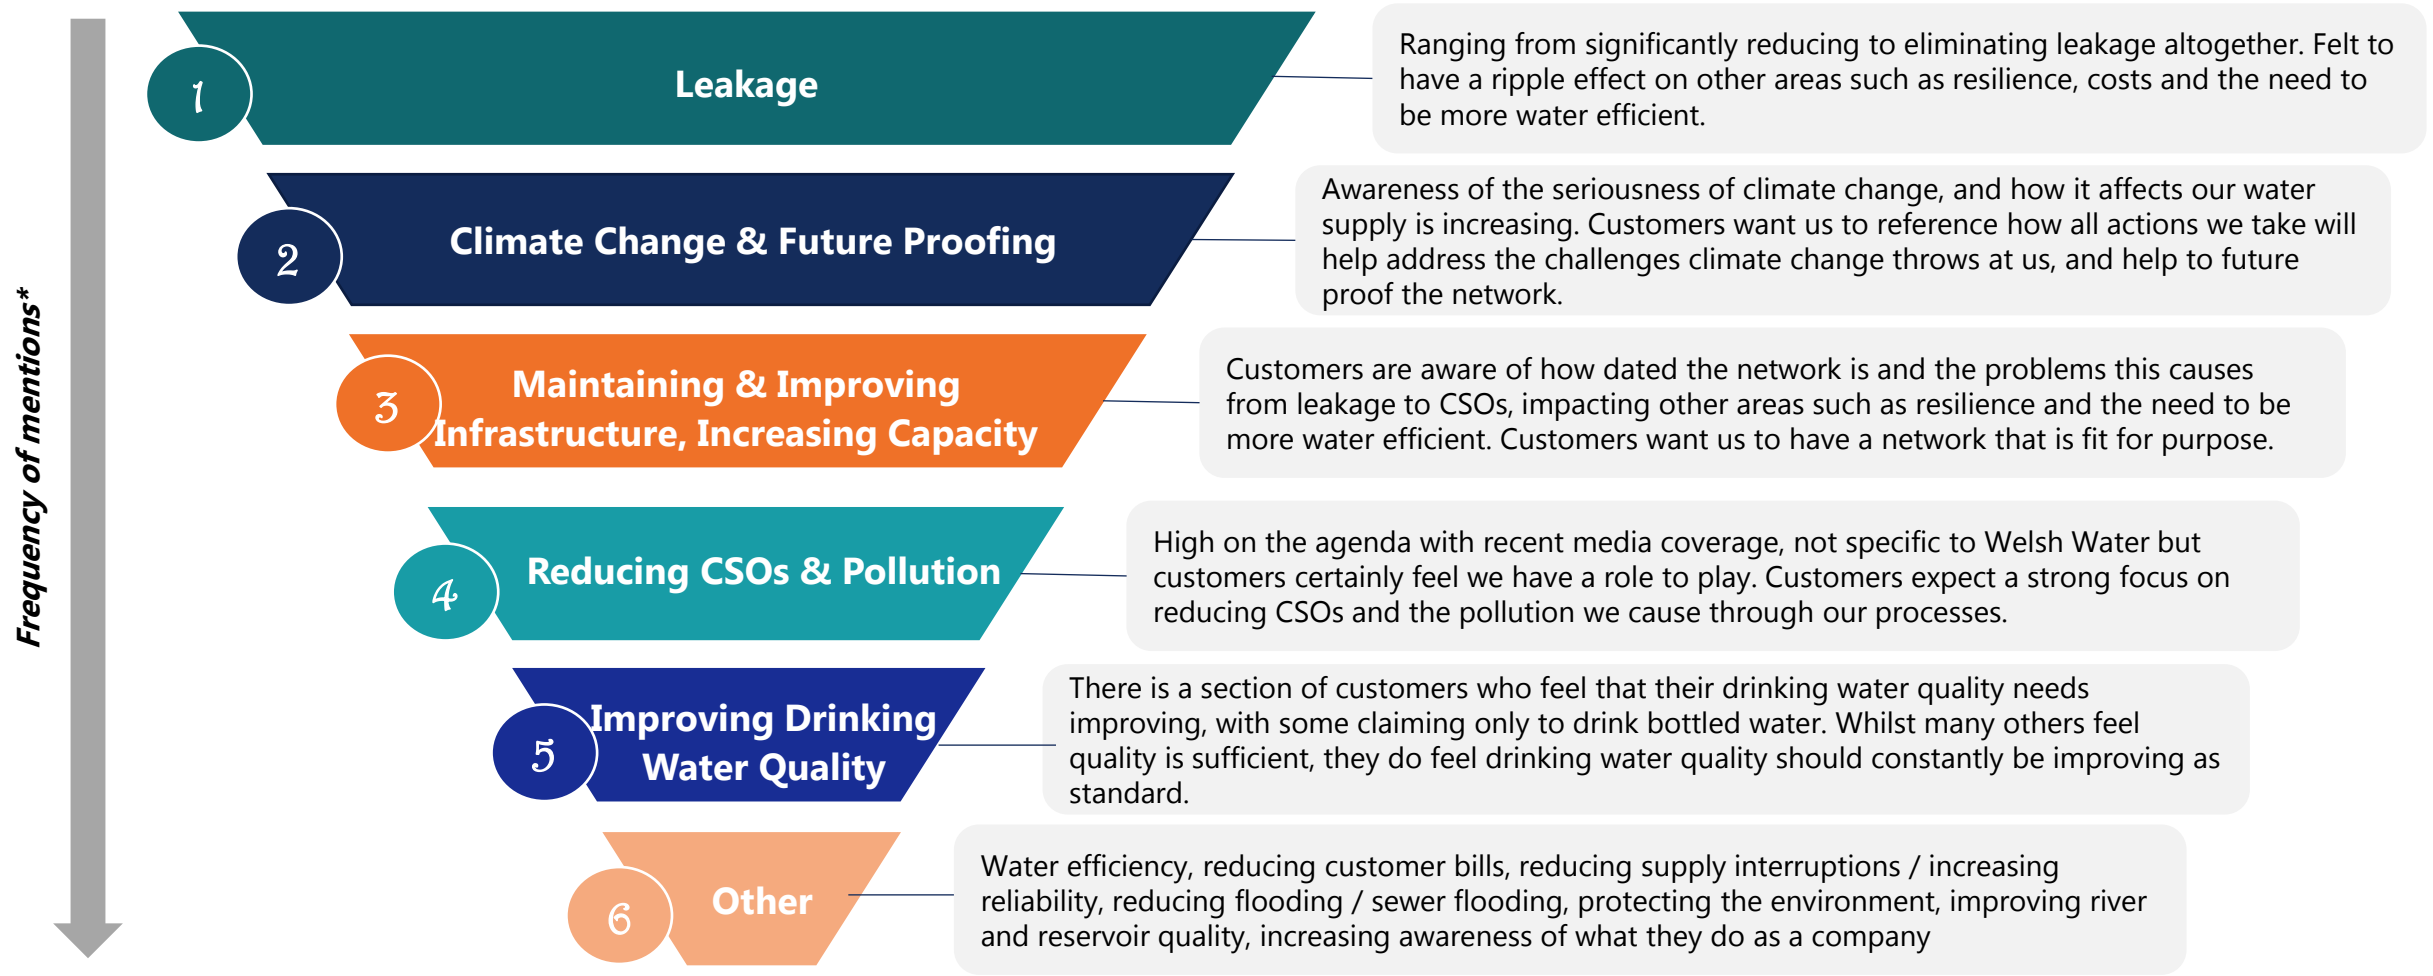 Frequency of mentions*
1
Leakage
Ranging from significantly reducing to eliminating leakage altogether. Felt to
have a ripple effect on other areas such as resilience, costs and the need to
be more water efficient.
2
Climate Change & Future Proofing
Awareness of the seriousness of climate change, and how it affects our water
supply is increasing. Customers want us to reference how all actions we take will
help address the challenges climate change throws at us, and help to future
proof the network.
3
Maintaining & Improving
Infrastructure, Increasing Capacity
Customers are aware of how dated the network is and the problems this causes
from leakage to CSOs, impacting other areas such as resilience and the need to be
more water efficient. Customers want us to have a network that is fit for purpose.
4
Reducing CSOs & Pollution
High on the agenda with recent media coverage, not specific to Welsh Water but
customers certainly feel we have a role to play. Customers expect a strong focus on
reducing CSOs and the pollution we cause through our processes.
5
Improving Drinking
Water Quality
There is a section of customers who feel that their drinking water quality needs
improving, with some claiming only to drink bottled water. Whilst many others feel
quality is sufficient, they do feel drinking water quality should constantly be improving as
standard.
6
Other
Water efficiency, reducing customer bills, reducing supply interruptions / increasing
reliability, reducing flooding / sewer flooding, protecting the environment, improving river
and reservoir quality, increasing awareness of what they do as a company